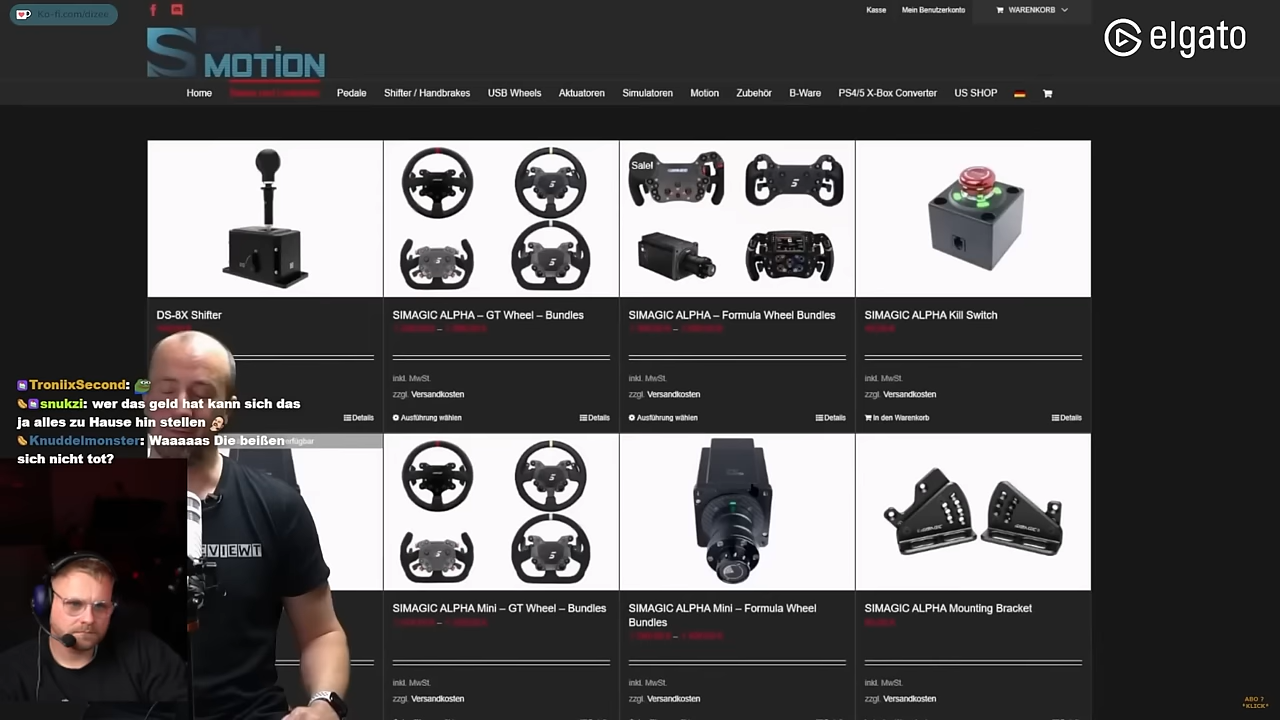 Ko-fi.com/drzee
Kasse
Mein Benutzerkonto
WARENKORB
elgato
S
MOTION
Home
Pedale
Shifter / Handbrakes
USB Wheels
Aktuatoren
Simulatoren
Motion
Zubehör
B-Ware
PS4/5 X-Box Converter
US SHOP
Sale!
DS-8X Shifter
SIMAGIC ALPHA – GT Wheel – Bundles
SIMAGIC ALPHA – Formula Wheel Bundles
SIMAGIC ALPHA Kill Switch
inkl. MwSt.
inkl. MwSt.
inkl. MwSt.
zzgl. Versandkosten
zzgl. Versandkosten
zzgl. Versandkosten
Details
Ausführung wählen
Details
Ausführung wählen
Details
In den Warenkorb
Details
TroniixSecond:
snukzi: wer das geld hat kann sich das
ja alles zu Hause hin stellen
Knuddelmonster: Waaaaas Die beißen
sich nicht tot?
SIMAGIC ALPHA Mini – GT Wheel – Bundles
SIMAGIC ALPHA Mini – Formula Wheel
Bundles
SIMAGIC ALPHA Mounting Bracket
inkl. MwSt.
inkl. MwSt.
inkl. MwSt.
zzgl. Versandkosten
zzgl. Versandkosten
zzgl. Versandkosten
ABO ?
*KLICK*